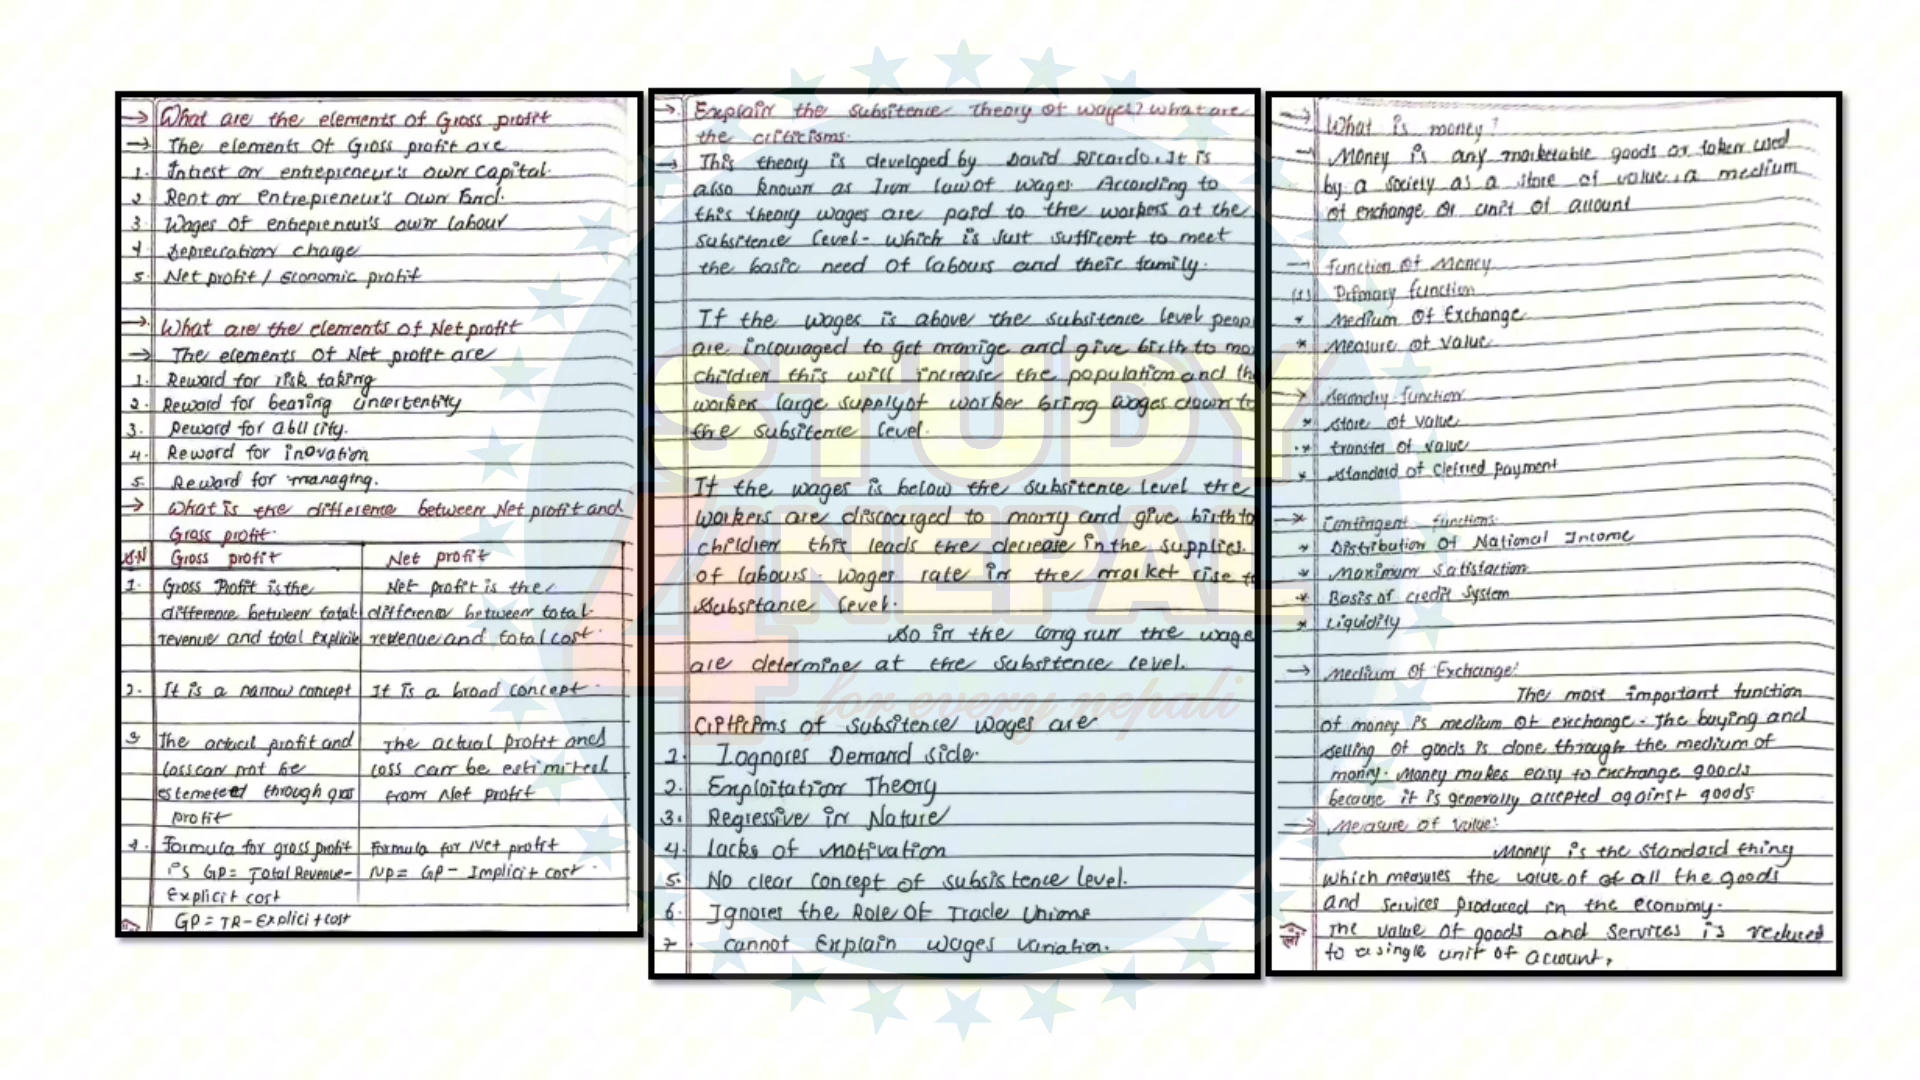 → What are the elements of Gross profit
→ The elements of Gross profit are
1. Intrest on entrepreneur's own capital.
2 Rent on entrepreneur's own land.
3. Wages of entepreneur's own labour
4 Depreciation charge
5. Net profit / Economic profit
→ What are the elements of Net profit
→ The elements of Net profit are
1. Reward for risk taking
2. Reward for bearing uncertentity
3. Reward for abilicity.
4. Reward for inovation
5. Reward for managing.
→ What is the difference between Net profit and
Gross profit.
S.N Gross profit Net profit
1. Gross Profit is the Net profit is the
difference between total difference between total
revenue and total explicit revenue and total cost.
2. It is a narrow concept It is a broad concept.
3 The actual profit and The actual profit and
loss can not be loss can be estimited
estemeteed through gros from Net profit
profit
4. Formula for gross profit Formula for Net profit
is GP= Total Revenue- NP= GP- Implicit cost.
Explicit cost
GP = TR - Explicit cost
→ Explain the subsitence theory of wages? What are
the criticisms.
→ This theory is developed by David Ricardo. It is
also known as Iron law of wages. According to
this theory wages are paid to the workers at the
subsitence level- which is Just sufficent to meet
the basic need of labours and their family.
If the wages is above the subsitence level peop
are incouraged to get marrige and give birth to mo
children this will increase the population and th
worker large supply of worker bring wages down to
the subsitence level.
If the wages is below the subsitence level the
workers are discourged to marry and give birth to
children this leads the decrease in the supplies.
of labours. wages rate in the market rise to
Subsitance level.
So in the long run the wage
are determine at the subsitence level.
Criticims of subsitence wages are
1. Iognores Demand side.
2. Exploitation Theory
3. Regressive in Nature
4. lacks of motivation
5. No clear concept of subsistence level.
6. Ignores the Role Of Trade Unions
7. cannot Explain wages variation.
→ What is money?
→ Money is any marketable goods or token used
by a society as a store of value, a medium
of exchange or unit of account
→ function of Money
(1) Primary function
* Medium Of Exchange
* Measure of value
→ Secondry function
* store of value
* transfer of value
* standard of defried payment
→ Contingent functions
* Distribution Of National Income
* Maximum Satisfaction
* Basis of credit System
* Liquidity
→ Medium Of Exchange:
The most important function
of money is medium of exchange. The buying and
selling of goods is done through the medium of
money. Money makes easy to exchange goods
because it is generally accepted against goods
→ Measure of value:
Money is the standard thing
which measures the value of of all the goods
and services produced in the economy.
The value of goods and services is reduced
to a single unit of account.
STUDY
4
NEPAL
for every nepali